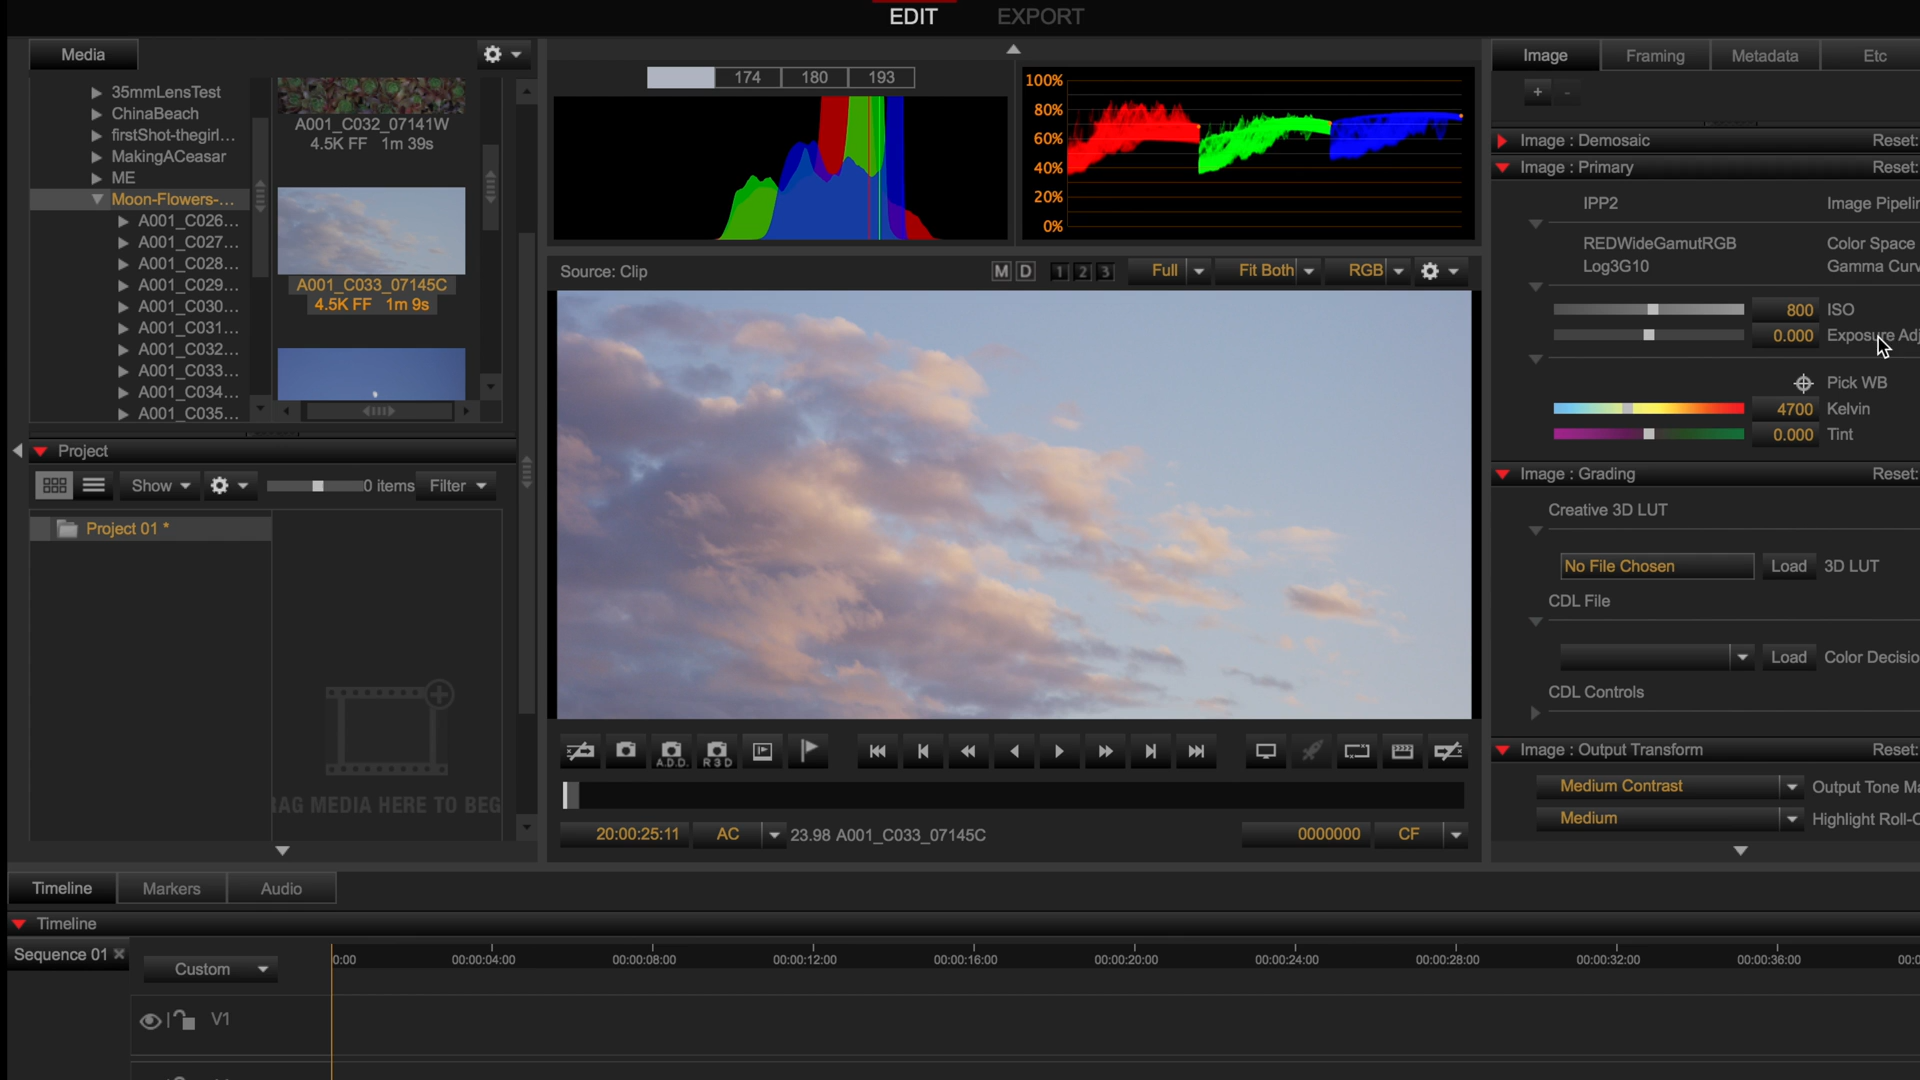 EDIT
EXPORT
Media
35mmLensTest
ChinaBeach
firstShot-thegirl...
MakingACeasar
ME
Moon-Flowers-...
A001_C026...
A001_C027...
A001_C028...
A001_C029...
A001_C030...
A001_C031...
A001_C032...
A001_C033...
A001_C034...
A001_C035...
A001_C032_07141W
4.5K FF 1m 39s
A001_C033_07145C
4.5K FF 1m 9s
174 180 193
100%
80%
60%
40%
20%
0%
Source: Clip
M D 1 2 3
Full
Fit Both
RGB
A.D.D.
R3D
20:00:25:11
AC
23.98 A001_C033_07145C
0000000
CF
Project
Show
0 items
Filter
Project 01 *
RAG MEDIA HERE TO BEG
Image
Framing
Metadata
Etc
+
-
Image : Demosaic
Reset:
Image : Primary
Reset:
IPP2
Image Pipelin
REDWideGamutRGB
Color Space
Log3G10
Gamma Curv
800
ISO
0.000
Exposure Adj
Pick WB
4700
Kelvin
0.000
Tint
Image : Grading
Reset:
Creative 3D LUT
No File Chosen
Load
3D LUT
CDL File
Load
Color Decisio
CDL Controls
Image : Output Transform
Reset:
Medium Contrast
Output Tone Ma
Medium
Highlight Roll-O
Timeline
Markers
Audio
Timeline
Sequence 01
Custom
0:00
00:00:04:00
00:00:08:00
00:00:12:00
00:00:16:00
00:00:20:00
00:00:24:00
00:00:28:00
00:00:32:00
00:00:36:00
00:0
V1